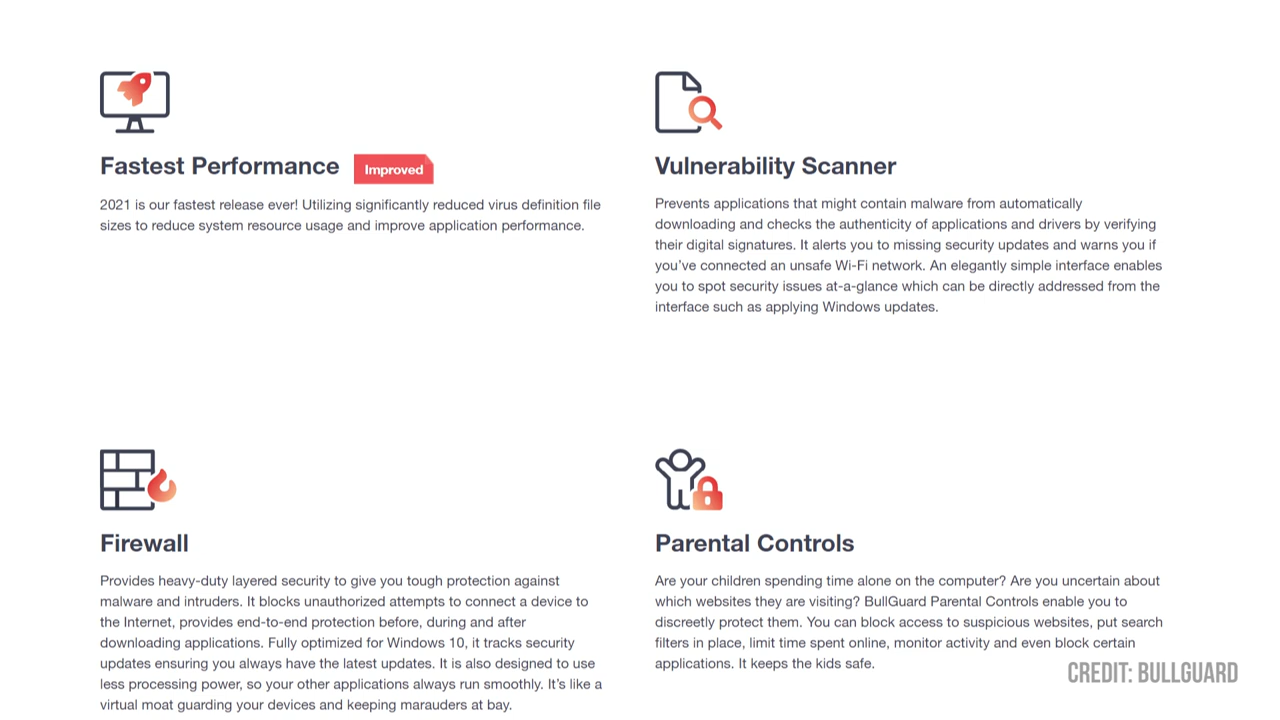 Fastest Performance
Improved
2021 is our fastest release ever! Utilizing significantly reduced virus definition file
sizes to reduce system resource usage and improve application performance.
Vulnerability Scanner
Prevents applications that might contain malware from automatically
downloading and checks the authenticity of applications and drivers by verifying
their digital signatures. It alerts you to missing security updates and warns you if
you’ve connected an unsafe Wi-Fi network. An elegantly simple interface enables
you to spot security issues at-a-glance which can be directly addressed from the
interface such as applying Windows updates.
Firewall
Provides heavy-duty layered security to give you tough protection against
malware and intruders. It blocks unauthorized attempts to connect a device to
the Internet, provides end-to-end protection before, during and after
downloading applications. Fully optimized for Windows 10, it tracks security
updates ensuring you always have the latest updates. It is also designed to use
less processing power, so your other applications always run smoothly. It’s like a
virtual moat guarding your devices and keeping marauders at bay.
Parental Controls
Are your children spending time alone on the computer? Are you uncertain about
which websites they are visiting? BullGuard Parental Controls enable you to
discreetly protect them. You can block access to suspicious websites, put search
filters in place, limit time spent online, monitor activity and even block certain
applications. It keeps the kids safe.
CREDIT: BULLGUARD